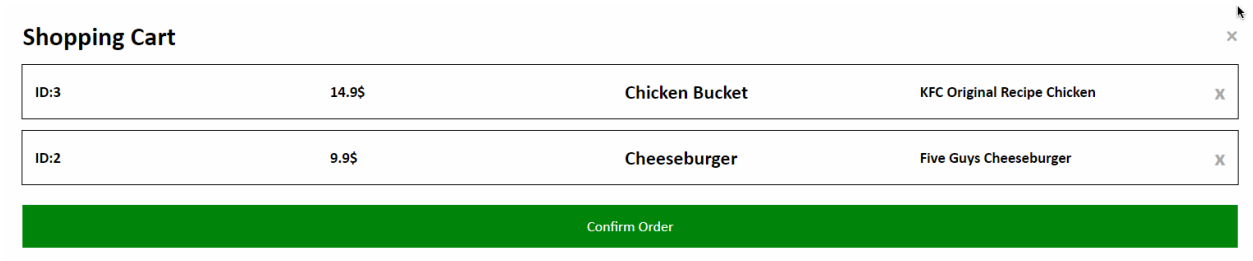 Shopping Cart ×
ID:3 14.9$ Chicken Bucket KFC Original Recipe Chicken x
ID:2 9.9$ Cheeseburger Five Guys Cheeseburger x
Confirm Order